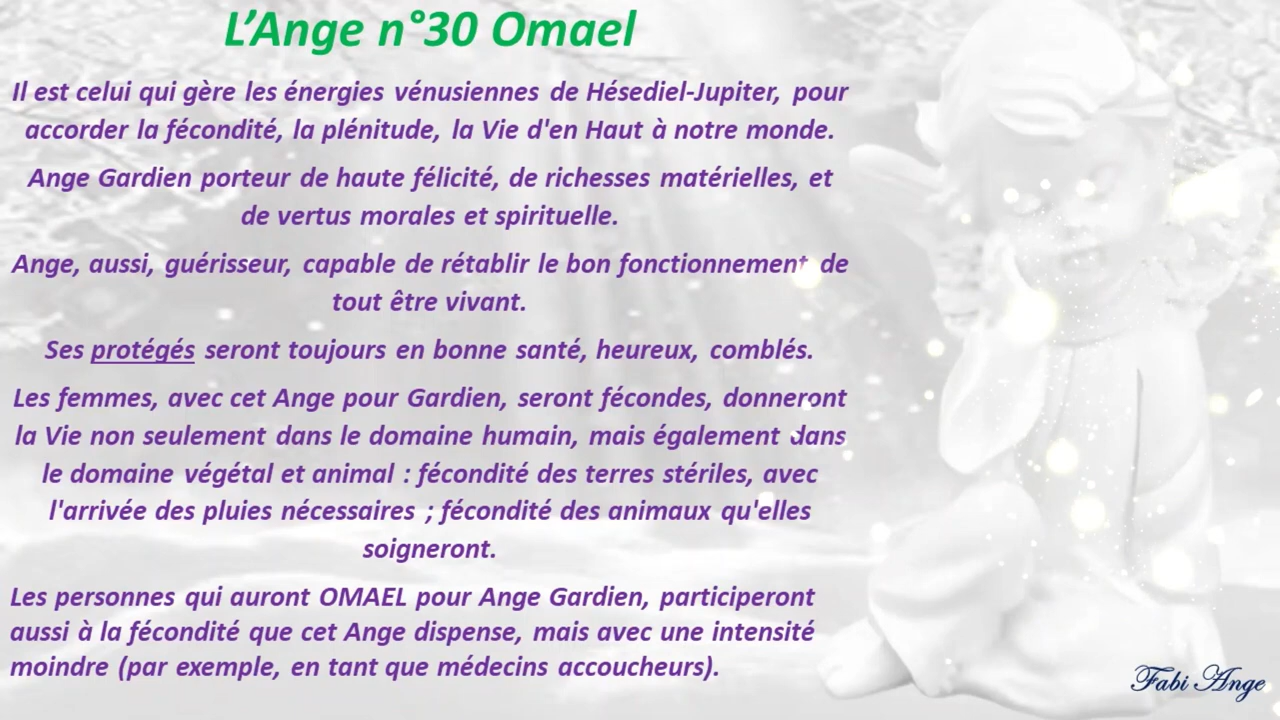 L’Ange n°30 Omael
Il est celui qui gère les énergies vénusiennes de Hésediel-Jupiter, pour
accorder la fécondité, la plénitude, la Vie d'en Haut à notre monde.
Ange Gardien porteur de haute félicité, de richesses matérielles, et
de vertus morales et spirituelle.
Ange, aussi, guérisseur, capable de rétablir le bon fonctionnement de
tout être vivant.
Ses protégés seront toujours en bonne santé, heureux, comblés.
Les femmes, avec cet Ange pour Gardien, seront fécondes, donneront
la Vie non seulement dans le domaine humain, mais également dans
le domaine végétal et animal : fécondité des terres stériles, avec
l'arrivée des pluies nécessaires ; fécondité des animaux qu'elles
soigneront.
Les personnes qui auront OMAEL pour Ange Gardien, participeront
aussi à la fécondité que cet Ange dispense, mais avec une intensité
moindre (par exemple, en tant que médecins accoucheurs).
Fabi Ange